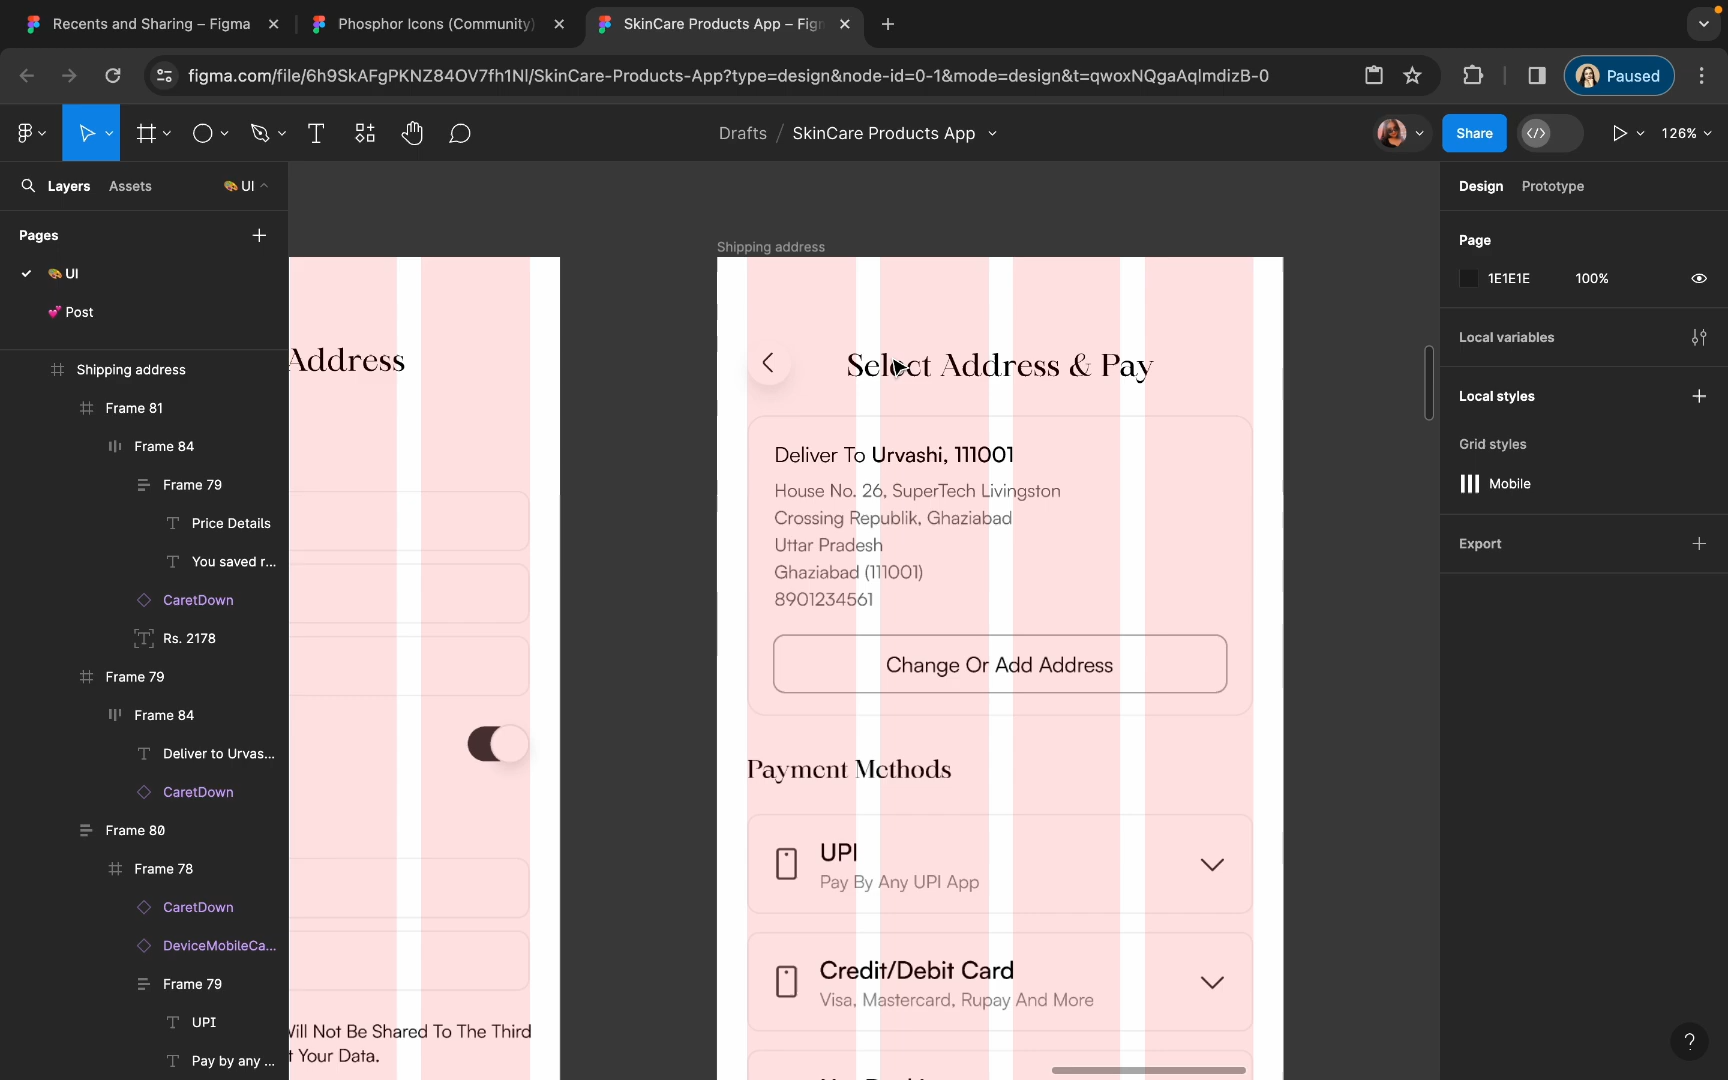 Recents and Sharing – Figma
Phosphor Icons (Community)
SkinCare Products App – Figm
figma.com/file/6h9SkAFgPKNZ84OV7fh1NI/SkinCare-Products-App?type=design&node-id=0-1&mode=design&t=qwoxNQgaAqlmdizB-0
Paused
Drafts / SkinCare Products App
Share
126%
Layers Assets 🎨 UI
Pages
🎨 UI
💕 Post
Shipping address
Frame 81
Frame 84
Frame 79
Price Details
You saved r...
CaretDown
Rs. 2178
Frame 79
Frame 84
Deliver to Urvas...
CaretDown
Frame 80
Frame 78
CaretDown
DeviceMobileCa...
Frame 79
UPI
Pay by any ...
Address
Will Not Be Shared To The Third
t Your Data.
Shipping address
Select Address & Pay
Deliver To Urvashi, 111001
House No. 26, SuperTech Livingston
Crossing Republik, Ghaziabad
Uttar Pradesh
Ghaziabad (111001)
8901234561
Change Or Add Address
Payment Methods
UPI
Pay By Any UPI App
Credit/Debit Card
Visa, Mastercard, Rupay And More
Design Prototype
Page
1E1E1E 100%
Local variables
Local styles
Grid styles
Mobile
Export
?